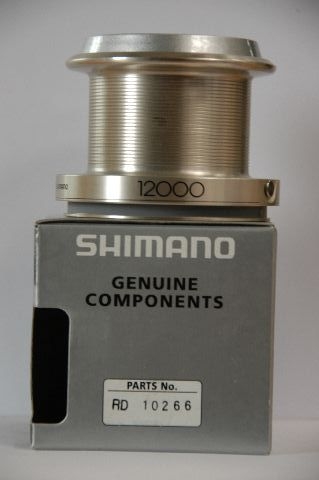 12000
SHIMANO
GENUINE
COMPONENTS
PARTS No.
RD 10266